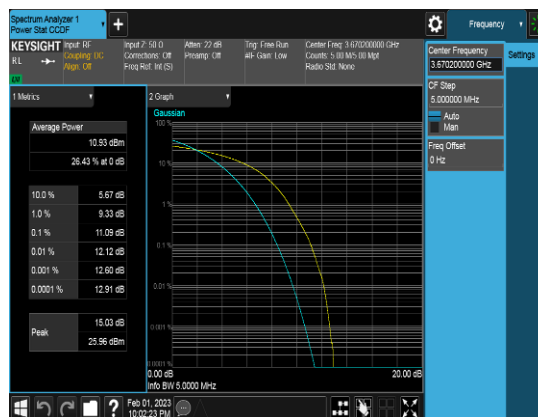 Spectrum Analyzer 1
Power Stat CCDF
Frequency
KEYSIGHT
RL
Input: RF
Coupling: DC
Align: Off
Input Z: 50 Ω
Corrections: Off
Freq Ref: Int (S)
Atten: 22 dB
Preamp: Off
Trig: Free Run
#IF Gain: Low
Center Freq: 3.670200000 GHz
Counts: 5.00 M/5.00 Mpt
Radio Std: None
Center Frequency
3.670200000 GHz
Settings
CF Step
5.000000 MHz
Auto
Man
Freq Offset
0 Hz
1 Metrics
Average Power
10.93 dBm
26.43 % at 0 dB
10.0 % 5.67 dB
1.0 % 9.33 dB
0.1 % 11.09 dB
0.01 % 12.12 dB
0.001 % 12.60 dB
0.0001 % 12.91 dB
Peak
15.03 dB
25.96 dBm
2 Graph
Gaussian
100 %
10 %
1 %
0.1 %
0.01 %
0.001 %
0.0001 %
0.00 dB 20.00 dB
Info BW 5.0000 MHz
?
Feb 01, 2023
10:02:23 PM